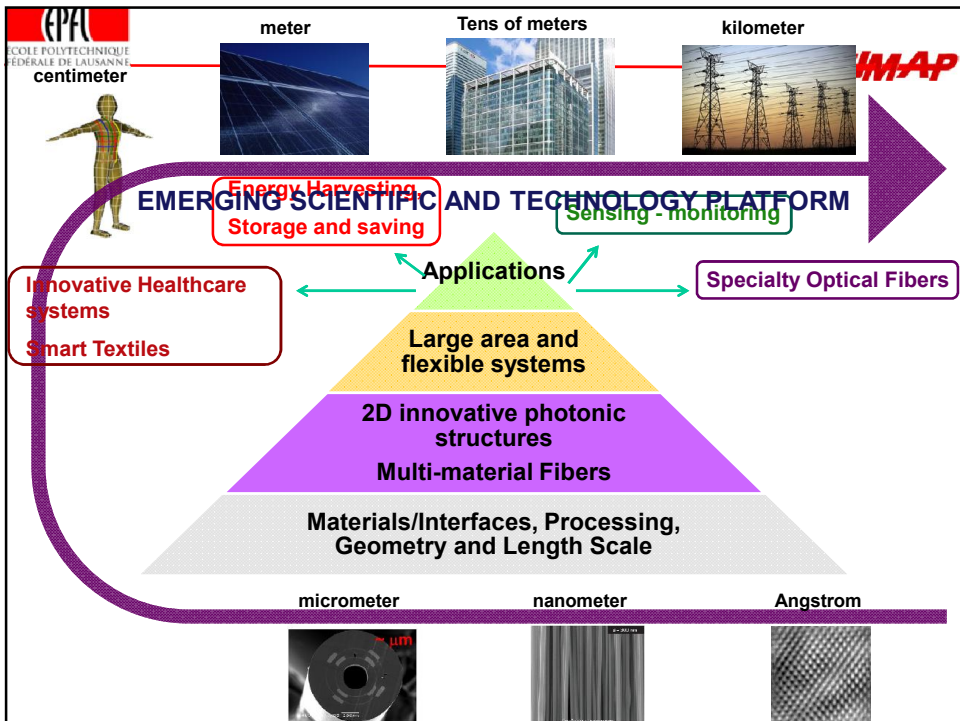 EPFL
ÉCOLE POLYTECHNIQUE
FÉDÉRALE DE LAUSANNE
centimeter
meter
Tens of meters
kilometer
EMERGING SCIENTIFIC AND TECHNOLOGY PLATFORM
Energy Harvesting,
Storage and saving
Sensing - monitoring
Applications
Innovative Healthcare
systems
Smart Textiles
Specialty Optical Fibers
Large area and
flexible systems
2D innovative photonic
structures
Multi-material Fibers
Materials/Interfaces, Processing,
Geometry and Length Scale
micrometer
nanometer
Angstrom
μm